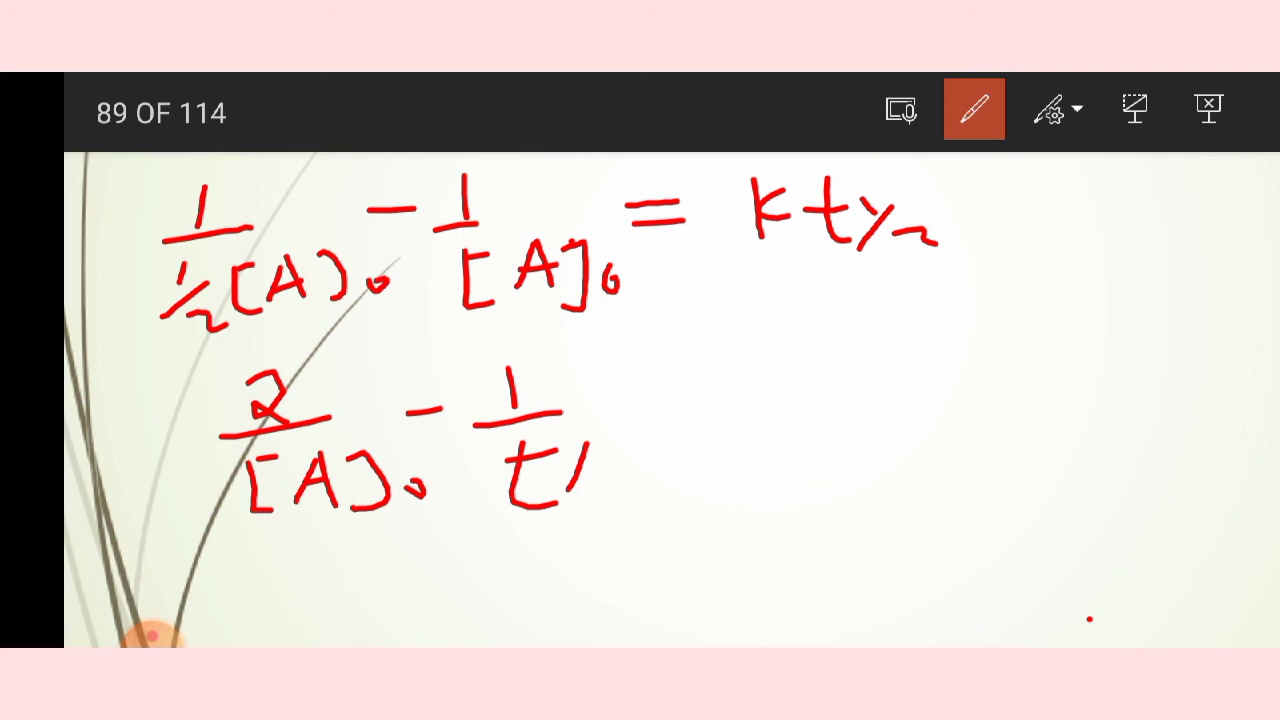 89 OF 114
1/(1/2[A]₀) - 1/[A]₀ = kt1/2
2/[A]₀ - 1/t/